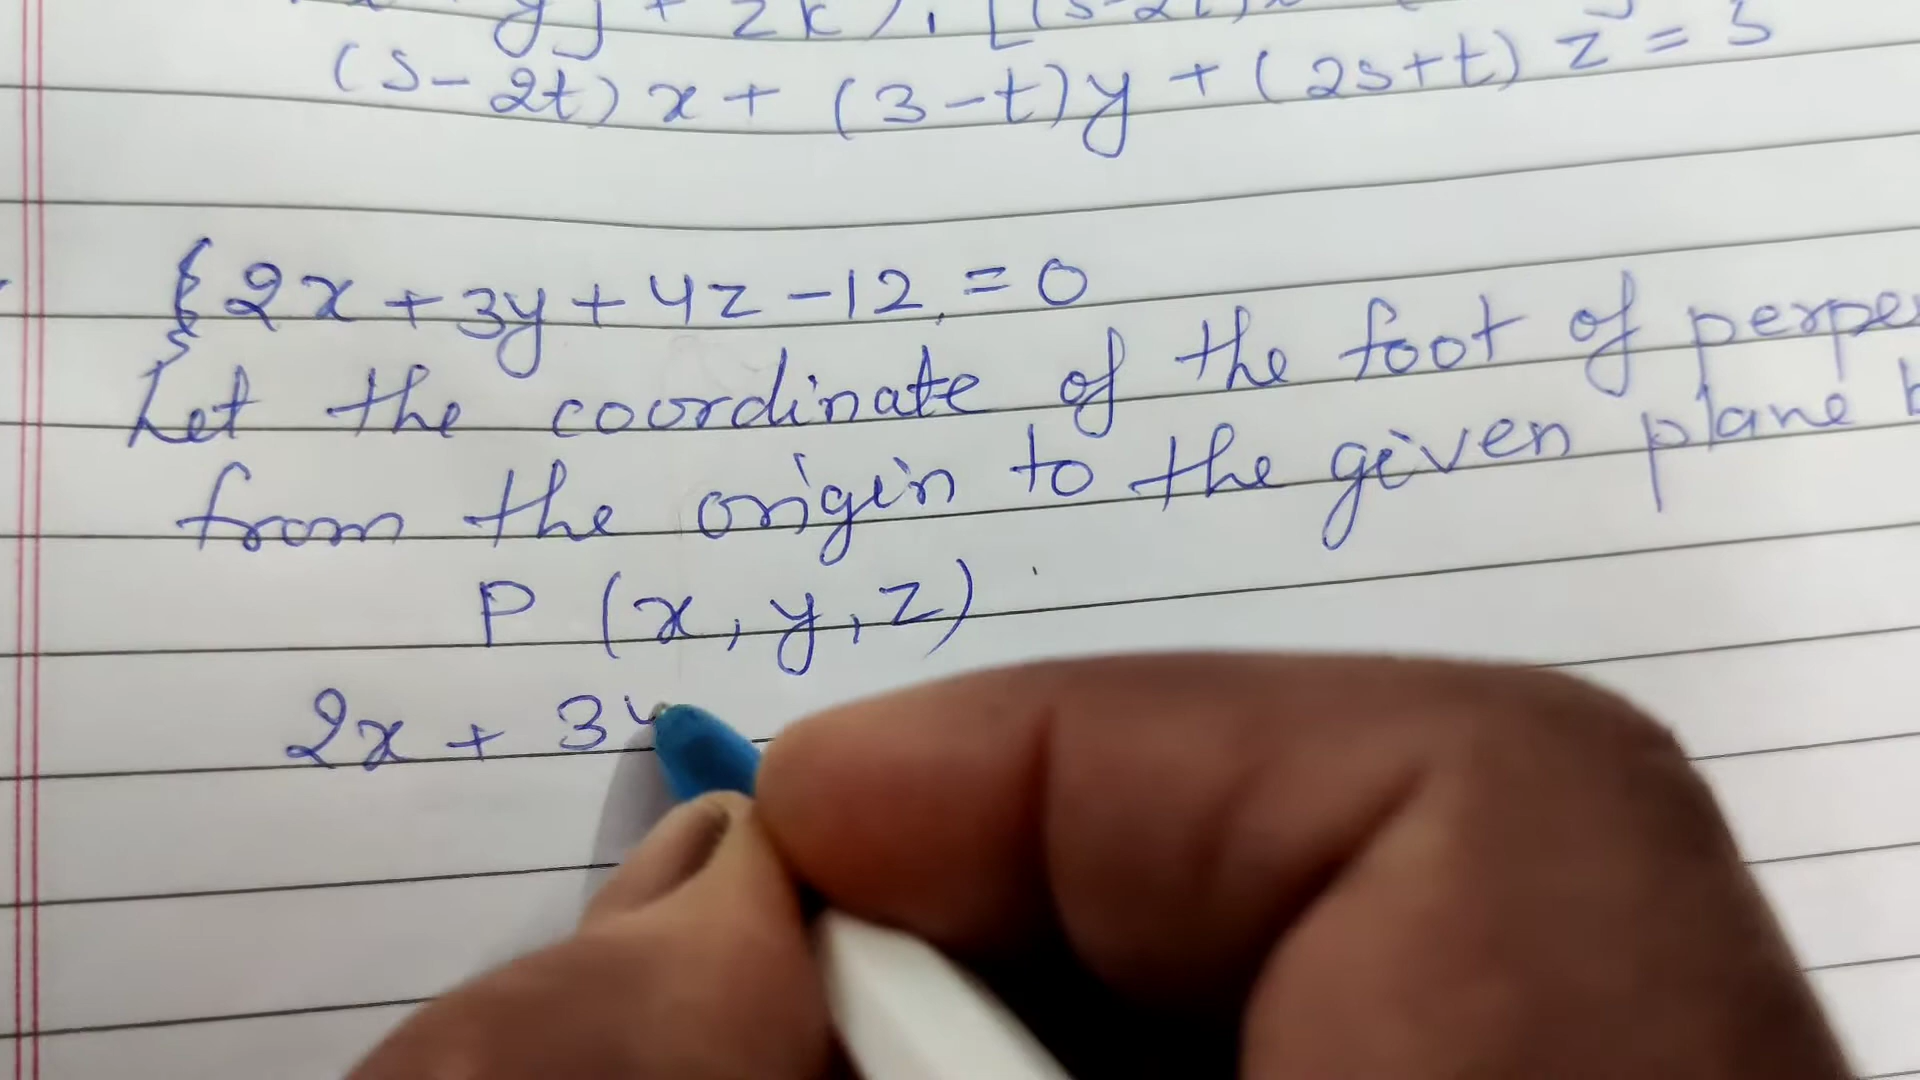 (s-2t)x+(3-t)y+(2s+t)z=3
2x+3y+4z-12=0
Let the coordinate of the foot of
from the origin to the given plane
P (x, y, z)
2x + 3